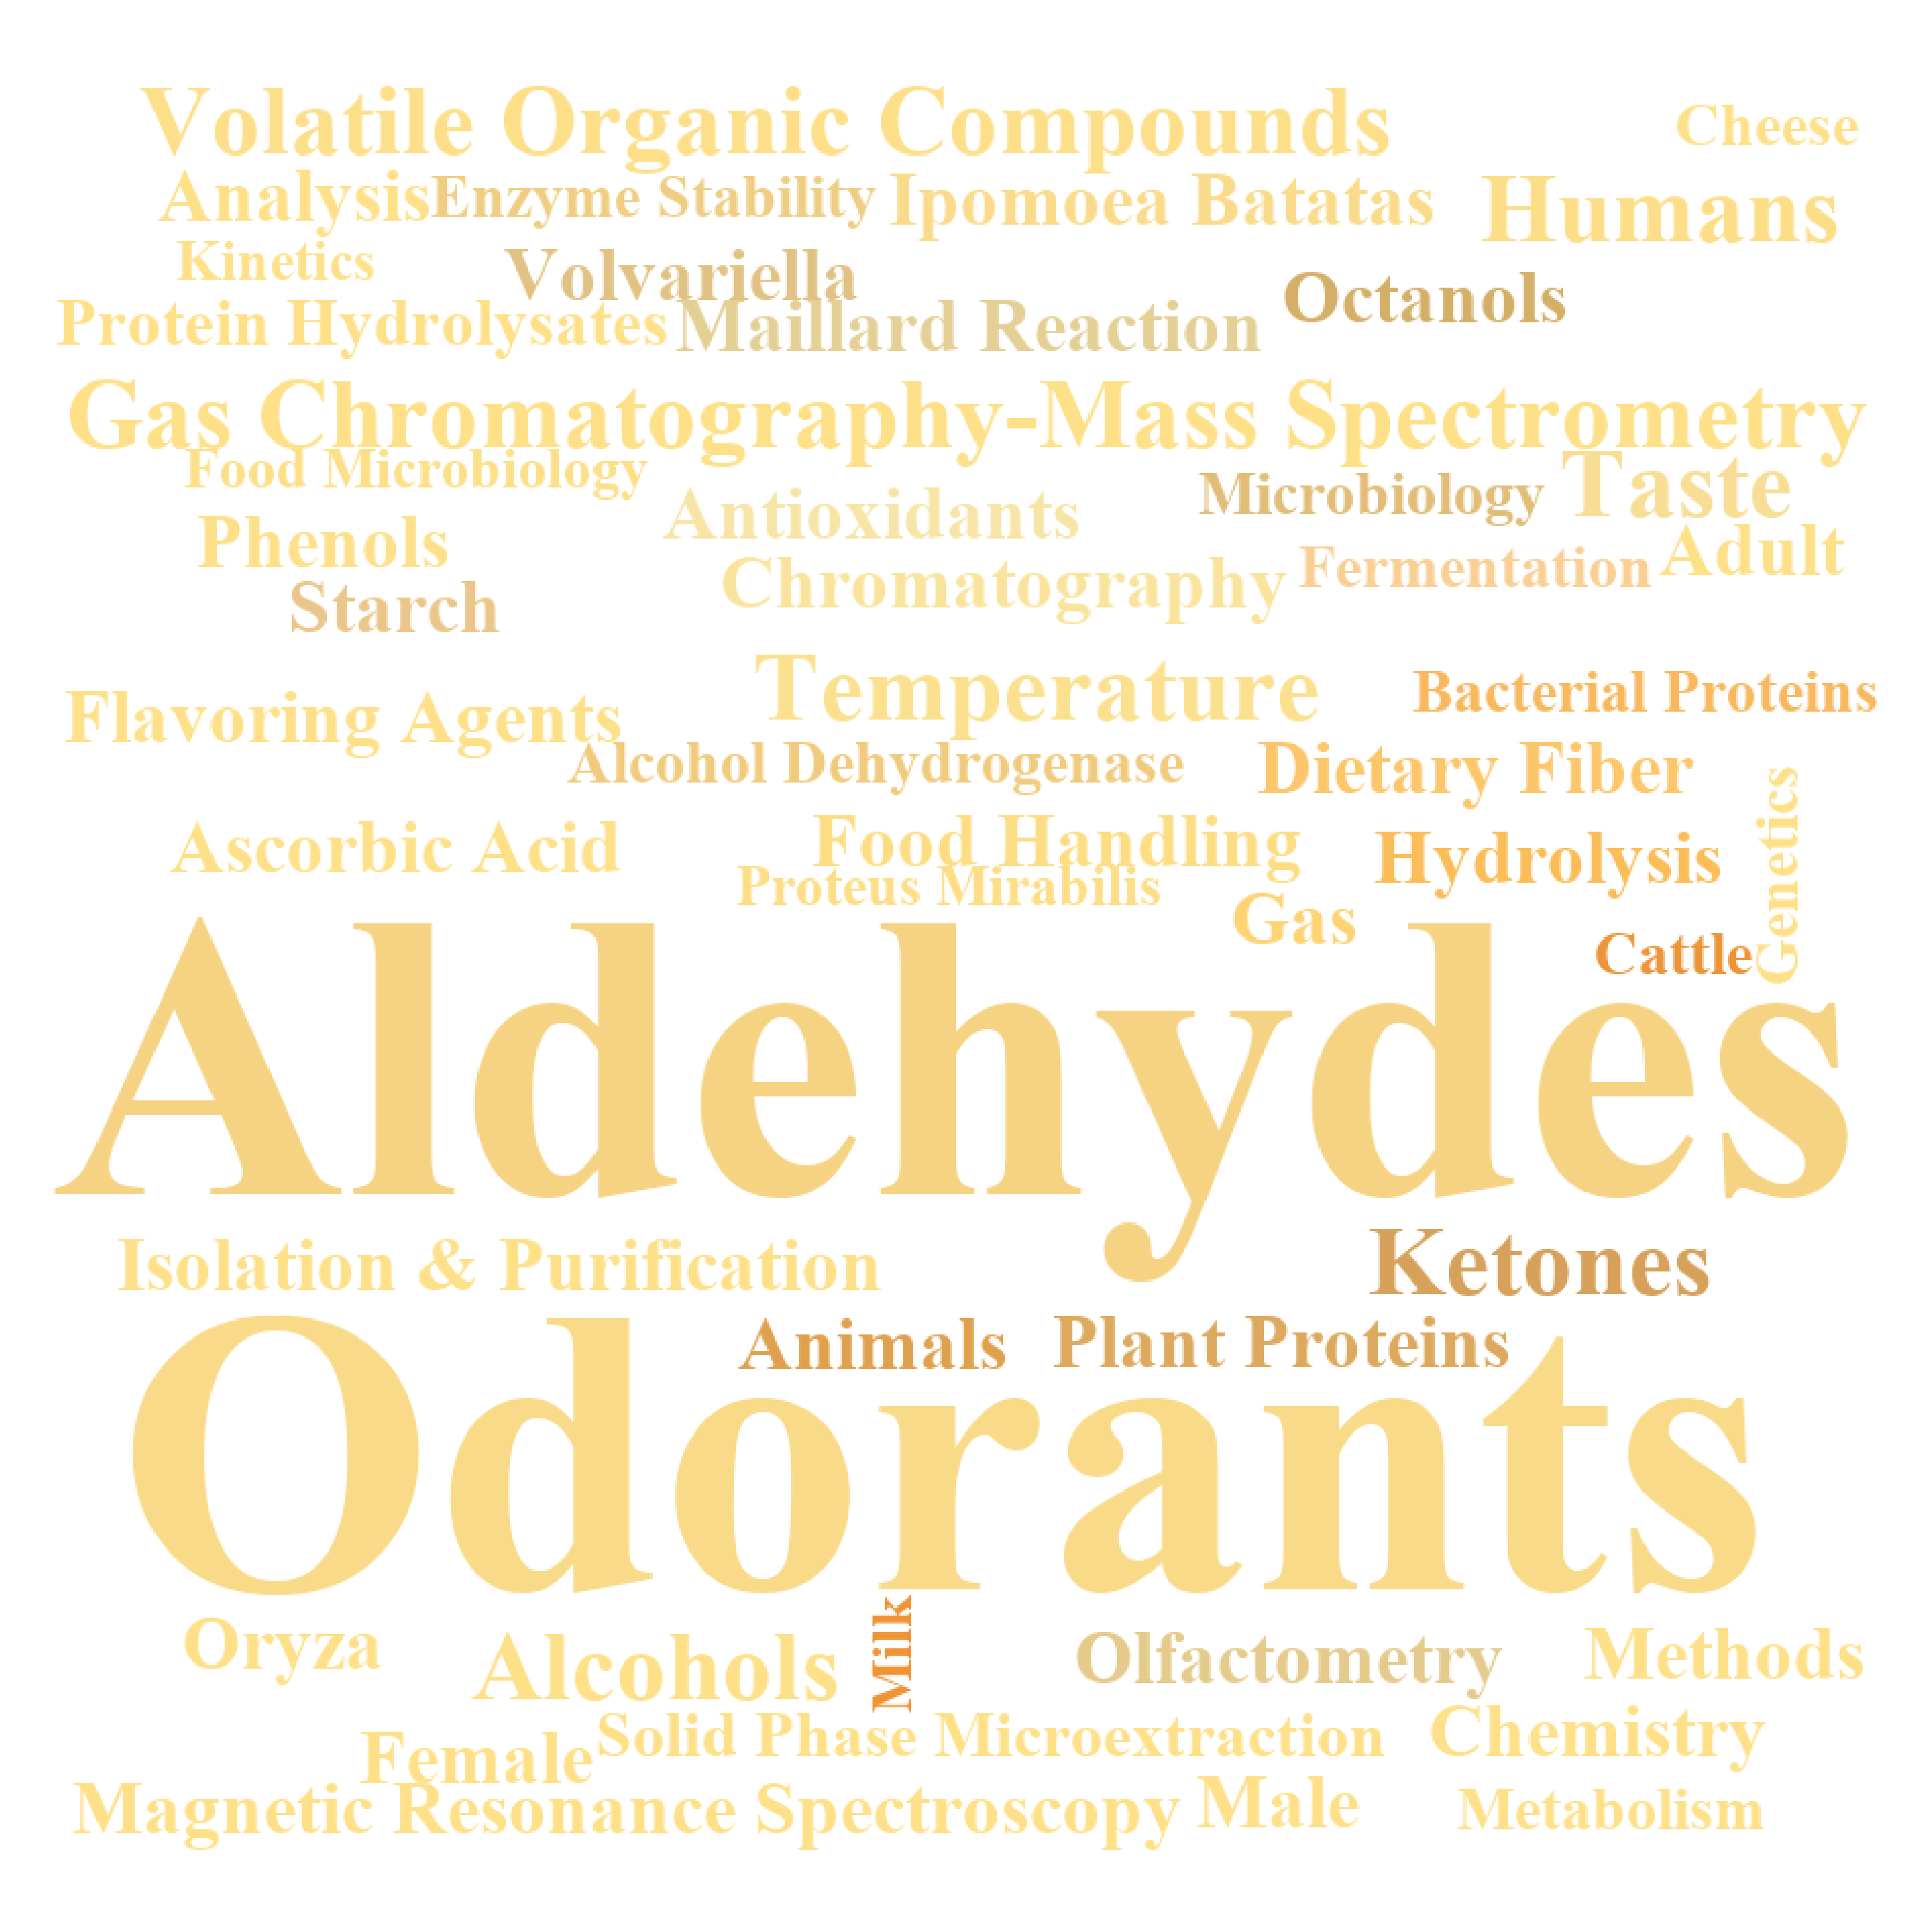 Volatile Organic Compounds
Cheese
Analysis
Enzyme Stability
Ipomoea Batatas
Humans
Kinetics
Volvariella
Octanols
Protein Hydrolysates
Maillard Reaction
Gas Chromatography-Mass Spectrometry
Food Microbiology
Microbiology
Taste
Antioxidants
Phenols
Adult
Chromatography
Fermentation
Starch
Temperature
Bacterial Proteins
Flavoring Agents
Alcohol Dehydrogenase
Dietary Fiber
Genetics
Ascorbic Acid
Food Handling
Hydrolysis
Proteus Mirabilis
Gas
Cattle
Aldehydes
Isolation & Purification
Ketones
Animals
Plant Proteins
Odorants
Oryza
Alcohols
Milk
Olfactometry
Methods
Female
Solid Phase Microextraction
Chemistry
Magnetic Resonance Spectroscopy
Male
Metabolism